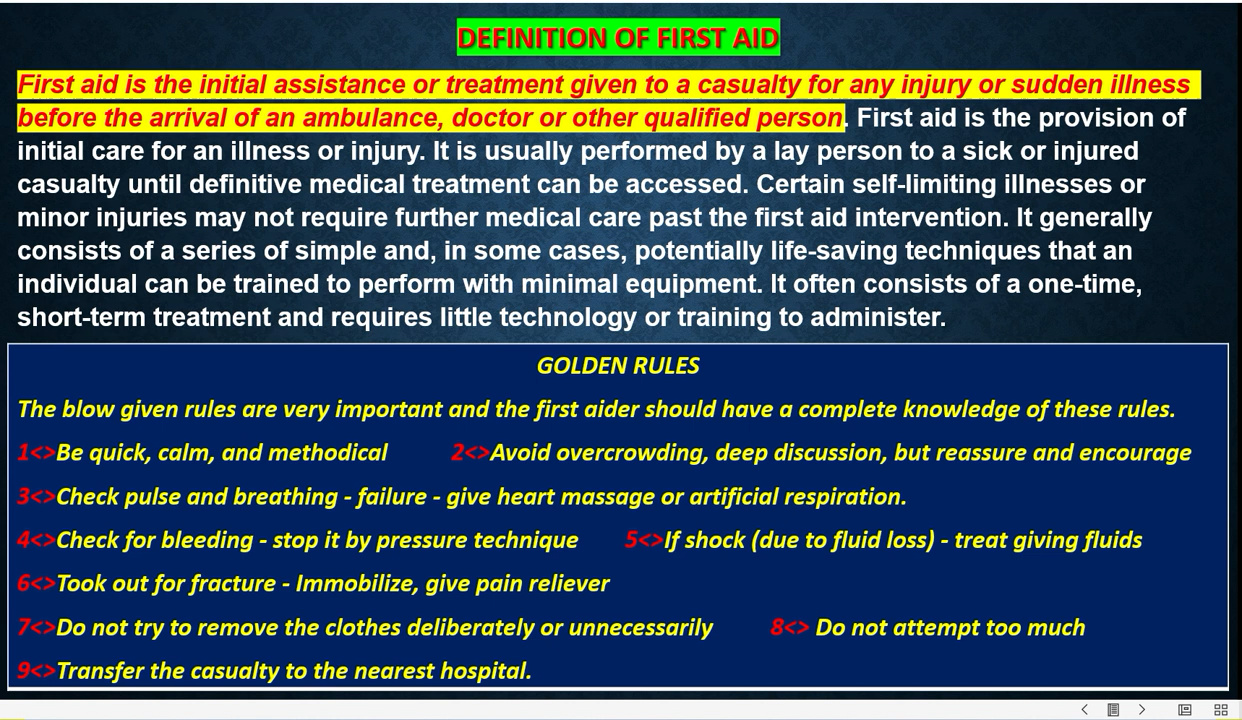 DEFINITION OF FIRST AID
First aid is the initial assistance or treatment given to a casualty for any injury or sudden illness
before the arrival of an ambulance, doctor or other qualified person. First aid is the provision of
initial care for an illness or injury. It is usually performed by a lay person to a sick or injured
casualty until definitive medical treatment can be accessed. Certain self-limiting illnesses or
minor injuries may not require further medical care past the first aid intervention. It generally
consists of a series of simple and, in some cases, potentially life-saving techniques that an
individual can be trained to perform with minimal equipment. It often consists of a one-time,
short-term treatment and requires little technology or training to administer.
GOLDEN RULES
The blow given rules are very important and the first aider should have a complete knowledge of these rules.
1<>Be quick, calm, and methodical 2<>Avoid overcrowding, deep discussion, but reassure and encourage
3<>Check pulse and breathing - failure - give heart massage or artificial respiration.
4<>Check for bleeding - stop it by pressure technique 5<>If shock (due to fluid loss) - treat giving fluids
6<>Took out for fracture - Immobilize, give pain reliever
7<>Do not try to remove the clothes deliberately or unnecessarily 8<> Do not attempt too much
9<>Transfer the casualty to the nearest hospital.